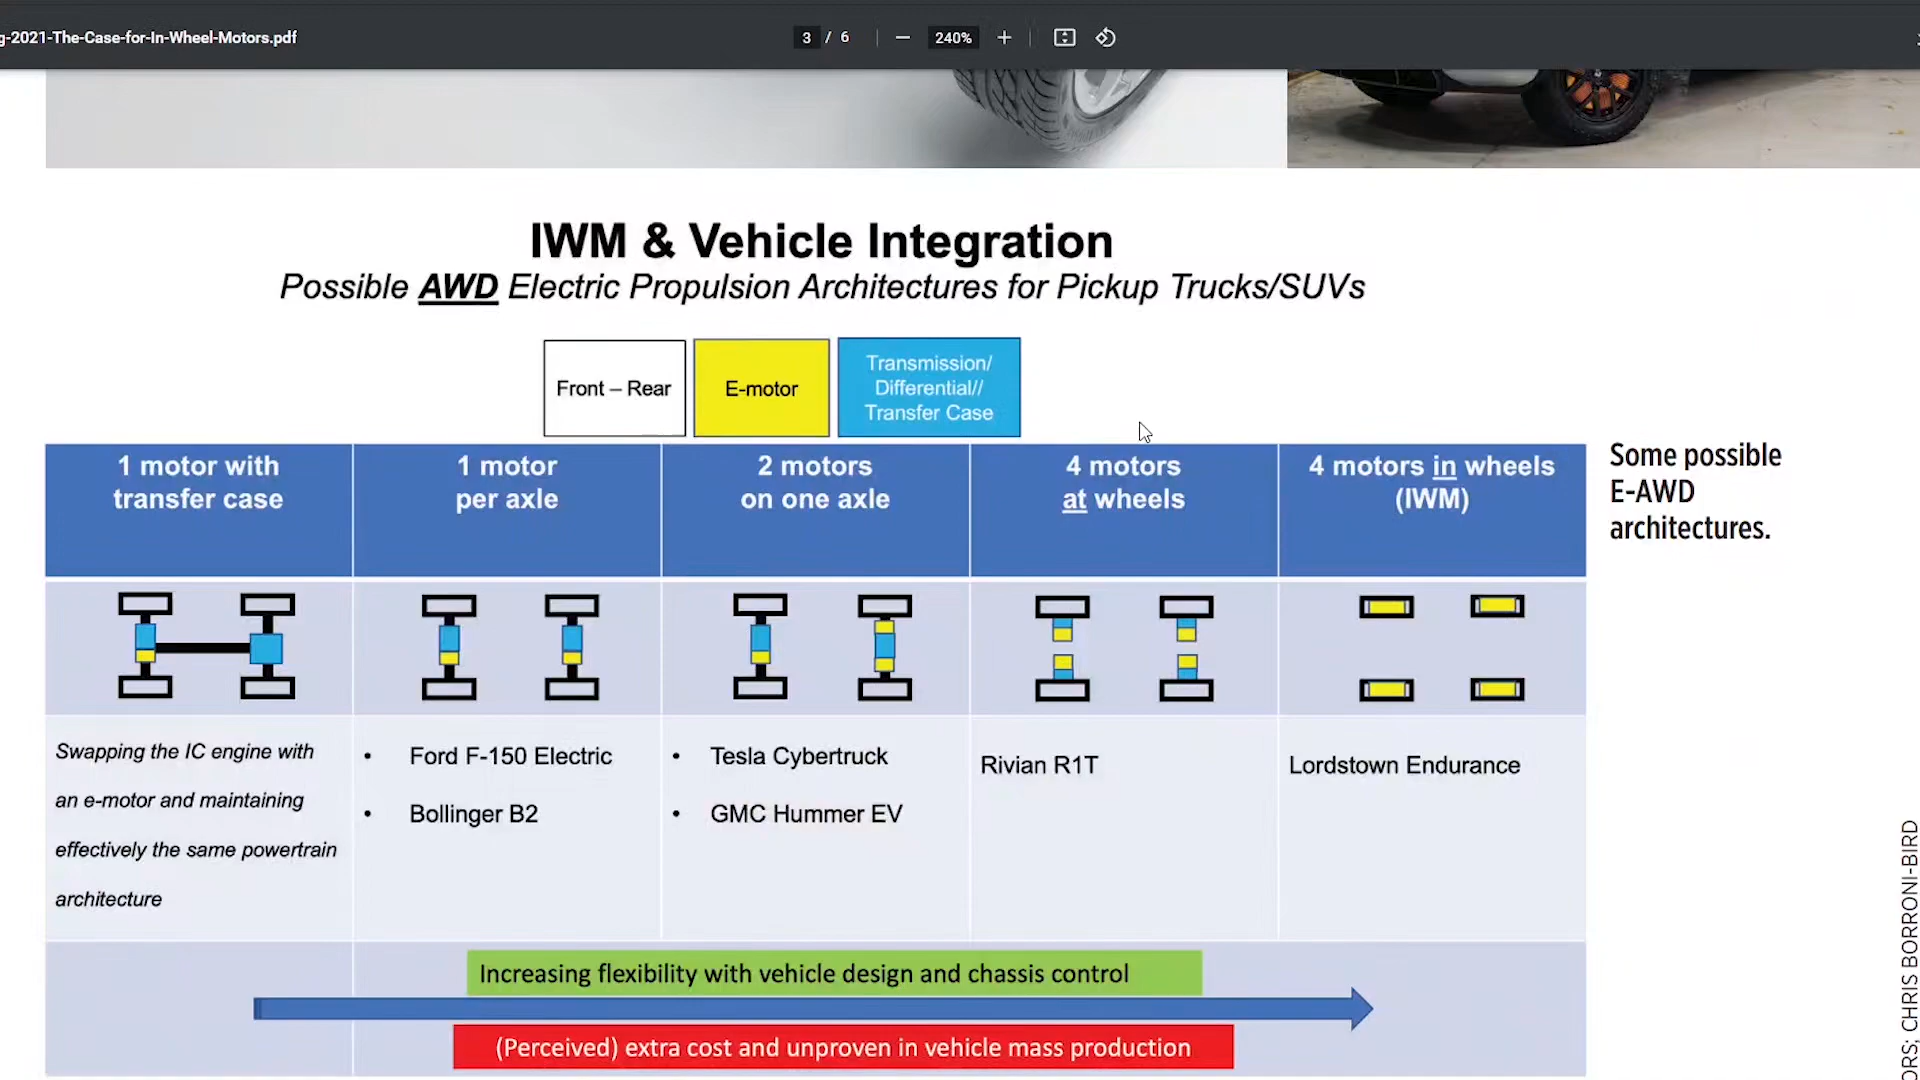 g-2021-The-Case-for-In-Wheel-Motors.pdf
3 / 6
240%
IWM & Vehicle Integration
Possible AWD Electric Propulsion Architectures for Pickup Trucks/SUVs
Front – Rear
E-motor
Transmission/
Differential//
Transfer Case
1 motor with
transfer case
1 motor
per axle
2 motors
on one axle
4 motors
at wheels
4 motors in wheels
(IWM)
Some possible
E-AWD
architectures.
Swapping the IC engine with
an e-motor and maintaining
effectively the same powertrain
architecture
• Ford F-150 Electric
• Bollinger B2
• Tesla Cybertruck
• GMC Hummer EV
Rivian R1T
Lordstown Endurance
Increasing flexibility with vehicle design and chassis control
(Perceived) extra cost and unproven in vehicle mass production
ORS; CHRIS BORRONI-BIRD